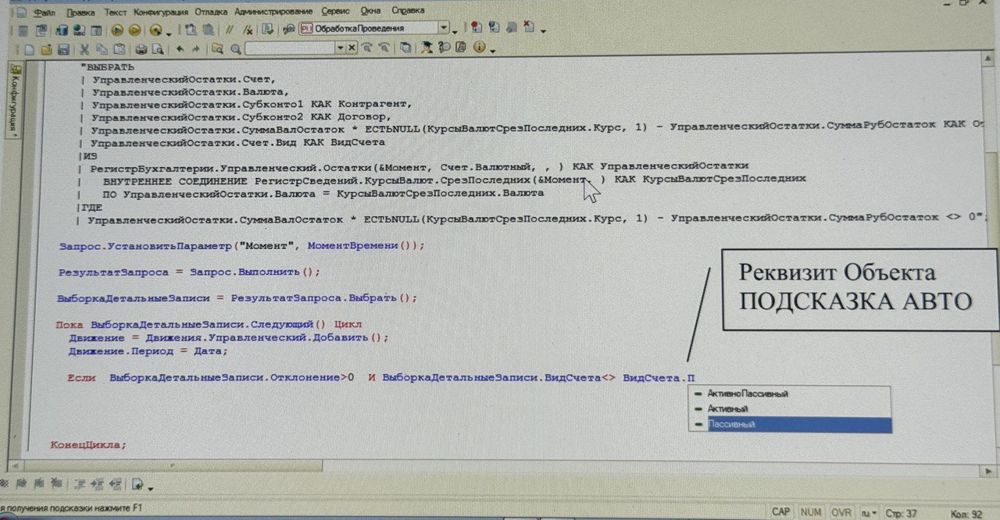 Файл Правка Текст Конфигурация Отладка Администрирование Сервис Окна Справка
ОбработкаПроведения
Конфигурация *
"ВЫБРАТЬ
| УправленческийОстатки.Счет,
| УправленческийОстатки.Валюта,
| УправленческийОстатки.Субконто1 КАК Контрагент,
| УправленческийОстатки.Субконто2 КАК Договор,
| УправленческийОстатки.СуммаВалОстаток * ЕСТЬNULL(КурсыВалютСрезПоследних.Курс, 1) - УправленческийОстатки.СуммаРубОстаток КАК От
| УправленческийОстатки.Счет.Вид КАК ВидСчета
|ИЗ
| РегистрБухгалтерии.Управленческий.Остатки(&Момент, Счет.Валютный, , ) КАК УправленческийОстатки
| ВНУТРЕННЕЕ СОЕДИНЕНИЕ РегистрСведений.КурсыВалют.СрезПоследних(&Момент, ) КАК КурсыВалютСрезПоследних
| ПО УправленческийОстатки.Валюта = КурсыВалютСрезПоследних.Валюта
|ГДЕ
| УправленческийОстатки.СуммаВалОстаток * ЕСТЬNULL(КурсыВалютСрезПоследних.Курс, 1) - УправленческийОстатки.СуммаРубОстаток <> 0";
Запрос.УстановитьПараметр("Момент", МоментВремени());
РезультатЗапроса = Запрос.Выполнить();
ВыборкаДетальныеЗаписи = РезультатЗапроса.Выбрать();
Пока ВыборкаДетальныеЗаписи.Следующий() Цикл
Движение = Движения.Управленческий.Добавить();
Движение.Период = Дата;
Если ВыборкаДетальныеЗаписи.Отклонение>0 И ВыборкаДетальныеЗаписи.ВидСчета<> ВидСчета.П
Реквизит Объекта
ПОДСКАЗКА АВТО
АктивноПассивный
Активный
Пассивный
КонецЦикла;
я получения подсказки нажмите F1
CAP NUM OVR ru Стр: 37 Кол: 92